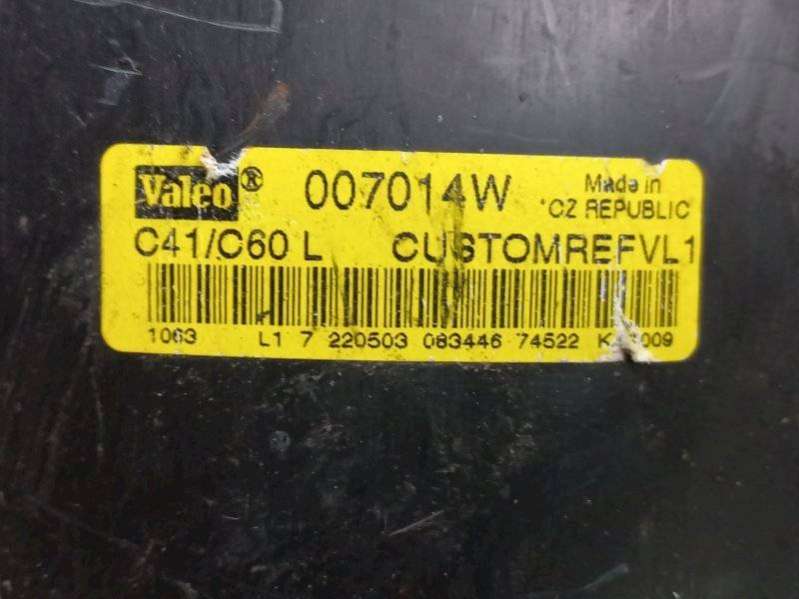 Valeo® 007014W Made in
CZ REPUBLIC
C41/C60 L CUSTOMREFVL1
1063 L1 7 220503 083446 74522